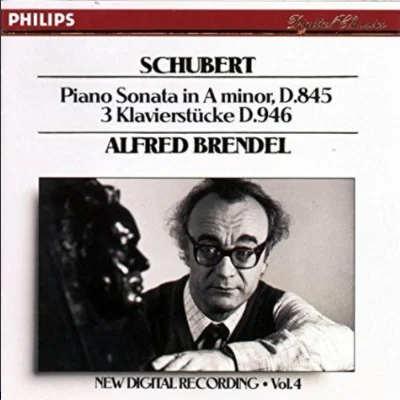 PHILIPS
Digital Classics
SCHUBERT
Piano Sonata in A minor, D.845
3 Klavierstücke D.946
ALFRED BRENDEL
NEW DIGITAL RECORDING • Vol.4